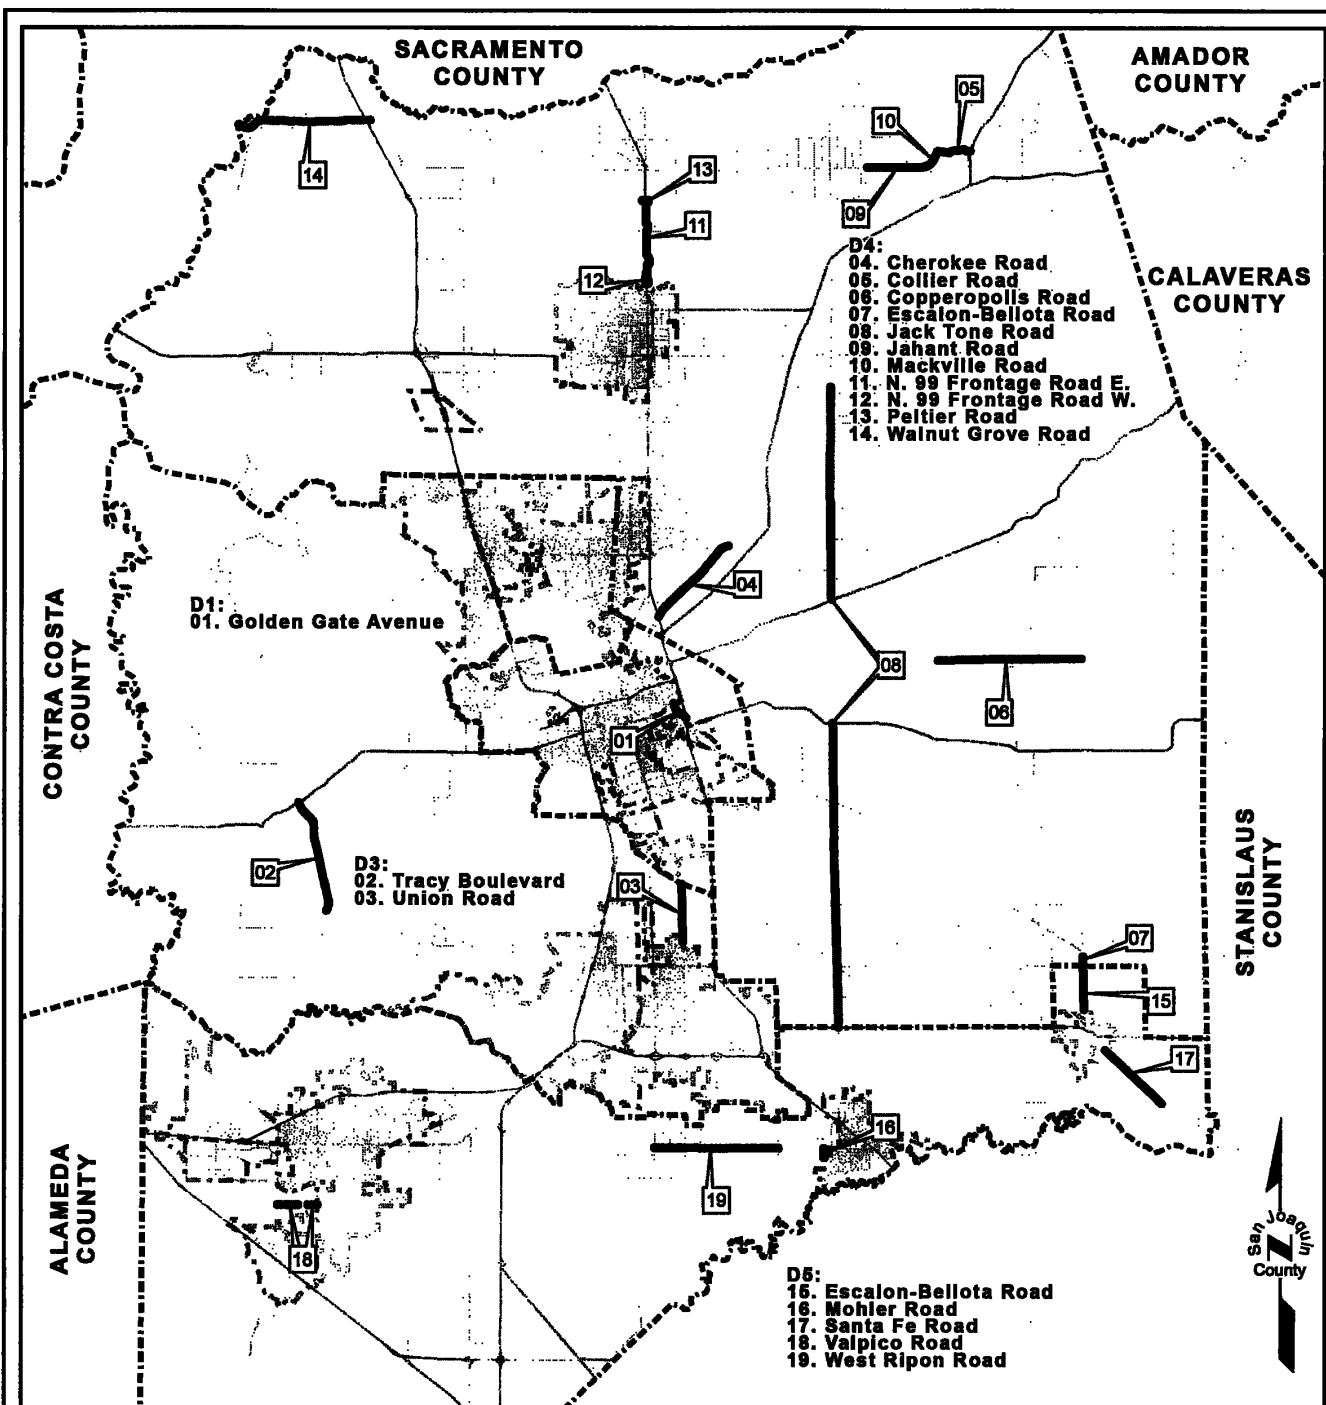 SACRAMENTO
COUNTY
AMADOR
COUNTY
05
10
14
13
09
11
12
D4:
04. Cherokee Road
05. Collier Road
06. Copperopolis Road
07. Escalon-Bellota Road
08. Jack Tone Road
09. Jahant Road
10. Mackville Road
11. N. 99 Frontage Road E.
12. N. 99 Frontage Road W.
13. Peltier Road
14. Walnut Grove Road
CALAVERAS
COUNTY
04
D1:
01. Golden Gate Avenue
CONTRA COSTA
COUNTY
08
06
01
02
D3:
02. Tracy Boulevard
03. Union Road
03
STANISLAUS
COUNTY
07
15
17
16
ALAMEDA
COUNTY
19
18
San Joaquin
County
D5:
15. Escalon-Bellota Road
16. Mohler Road
17. Santa Fe Road
18. Valpico Road
19. West Ripon Road